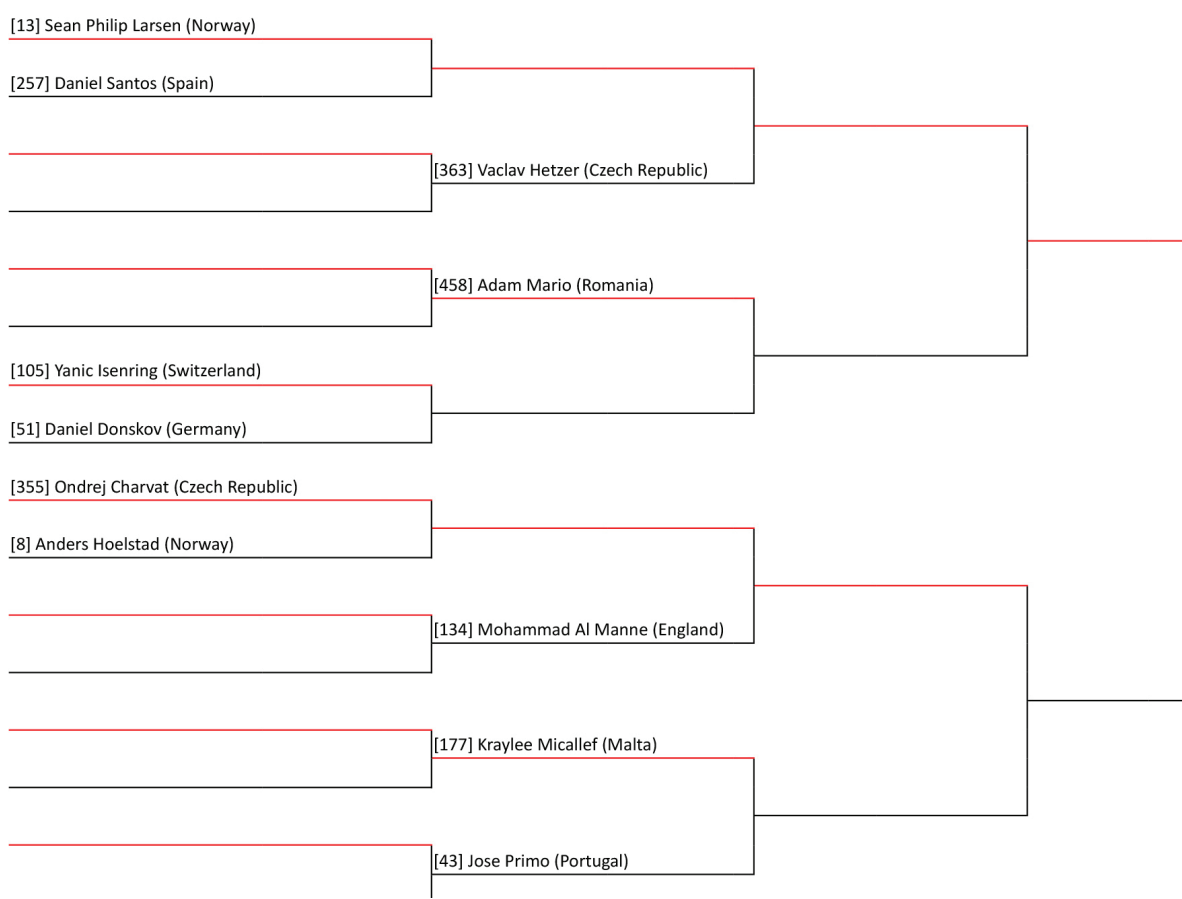 [13] Sean Philip Larsen (Norway)
[257] Daniel Santos (Spain)
[363] Vaclav Hetzer (Czech Republic)
[458] Adam Mario (Romania)
[105] Yanic Isenring (Switzerland)
[51] Daniel Donskov (Germany)
[355] Ondrej Charvat (Czech Republic)
[8] Anders Hoelstad (Norway)
[134] Mohammad Al Manne (England)
[177] Kraylee Micallef (Malta)
[43] Jose Primo (Portugal)